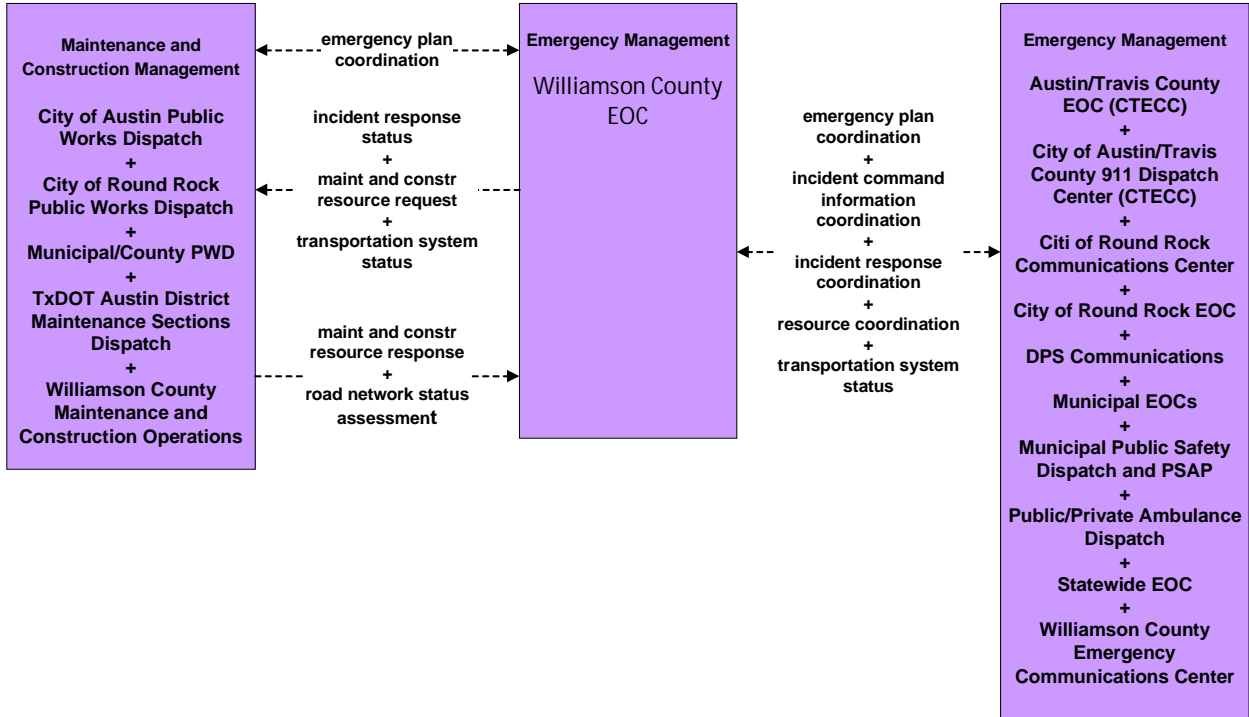 Maintenance and
Construction Management
City of Austin Public
Works Dispatch
+
City of Round Rock
Public Works Dispatch
+
Municipal/County PWD
+
TxDOT Austin District
Maintenance Sections
Dispatch
+
Williamson County
Maintenance and
Construction Operations
emergency plan
coordination
incident response
status
+
maint and constr
resource request
+
transportation system
status
maint and constr
resource response
+
road network status
assessment
Emergency Management
Williamson County
EOC
emergency plan
coordination
+
incident command
information
coordination
+
incident response
coordination
+
resource coordination
+
transportation system
status
Emergency Management
Austin/Travis County
EOC (CTECC)
+
City of Austin/Travis
County 911 Dispatch
Center (CTECC)
+
Citi of Round Rock
Communications Center
+
City of Round Rock EOC
+
DPS Communications
+
Municipal EOCs
+
Municipal Public Safety
Dispatch and PSAP
+
Public/Private Ambulance
Dispatch
+
Statewide EOC
+
Williamson County
Emergency
Communications Center